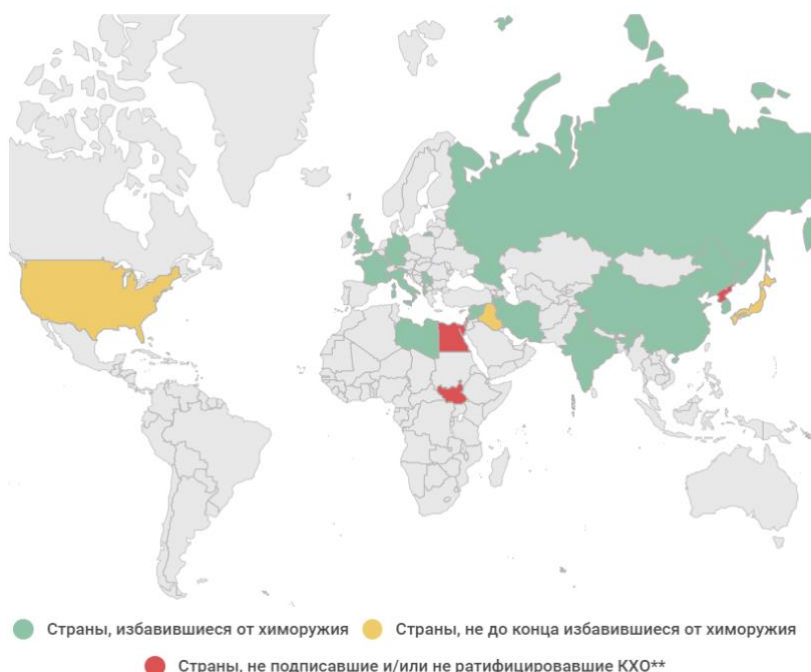 Страны, избавившиеся от химоружия
Страны, не до конца избавившиеся от химоружия
Страны, не подписавшие и/или не ратифицировавшие КХО**